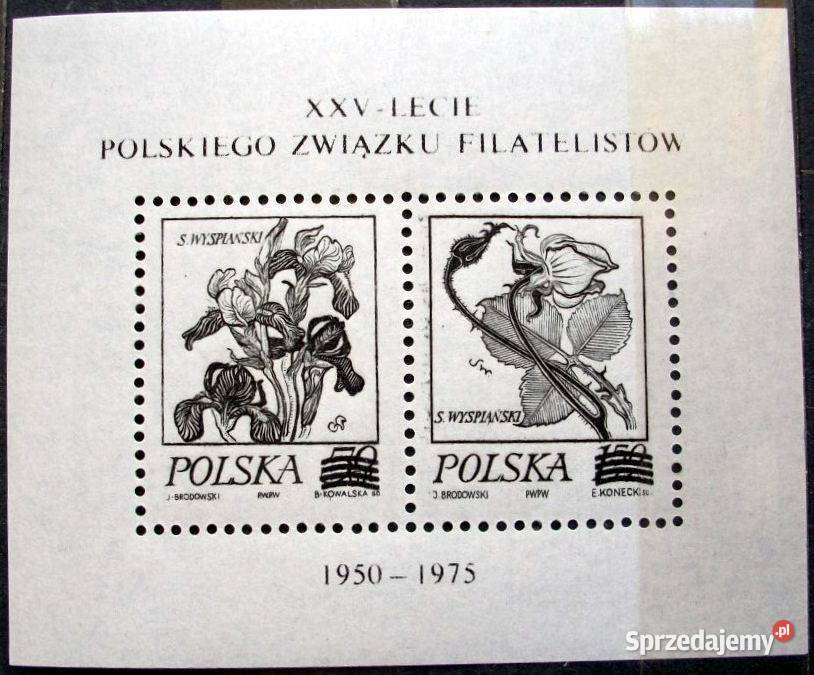 XXV-LECIE
POLSKIEGO ZWIĄZKU FILATELISTÓW
S. WYSPIAŃSKI
POLSKA
J. BRODOWSKI PWPW B. KOWALSKA
S. WYSPIAŃSKI
POLSKA 150
J. BRODOWSKI PWPW E. KONECKI
1950 – 1975
Sprzedajemy.pl